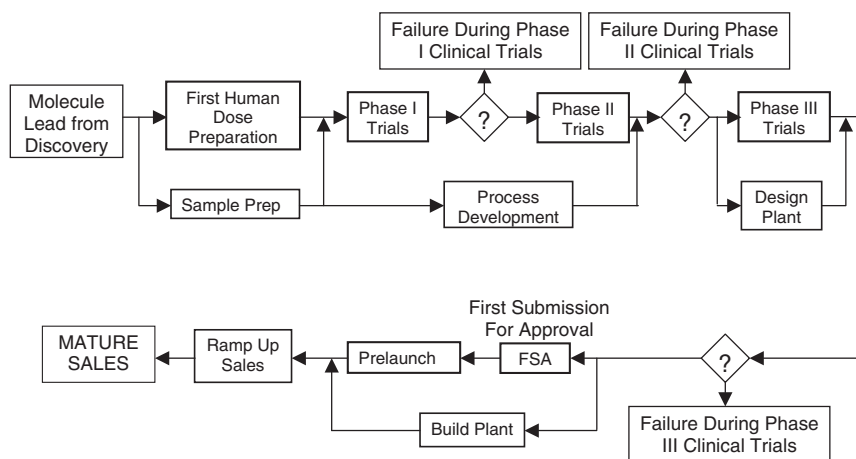 Failure During Phase
I Clinical Trials
Failure During Phase
II Clinical Trials
Molecule
Lead from
Discovery
First Human
Dose
Preparation
Phase I
Trials
?
Phase II
Trials
?
Phase III
Trials
Sample Prep
Process
Development
Design
Plant
First Submission
For Approval
MATURE
SALES
Ramp Up
Sales
Prelaunch
FSA
?
Build Plant
Failure During Phase
III Clinical Trials